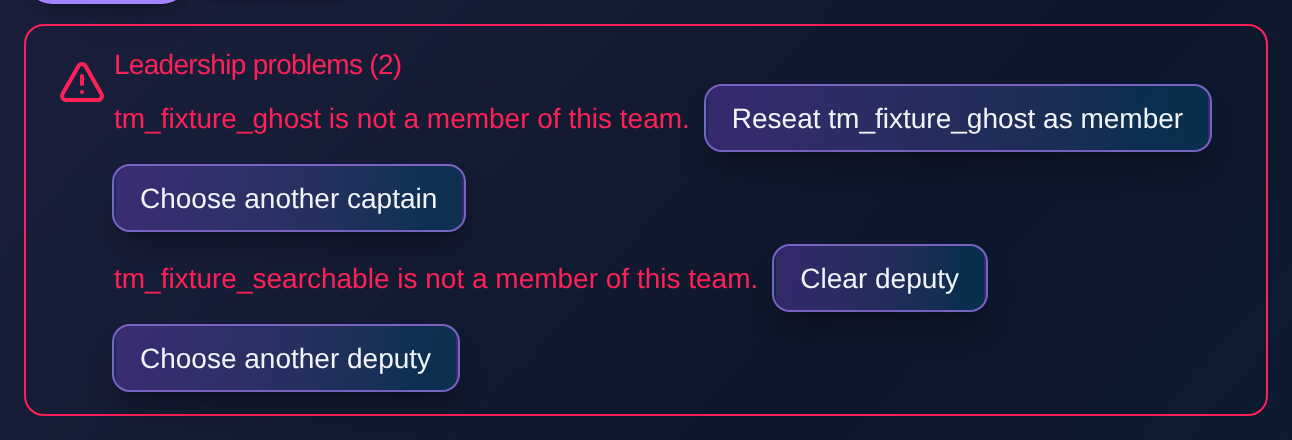 Leadership problems (2)
tm_fixture_ghost is not a member of this team. Reseat tm_fixture_ghost as member
Choose another captain
tm_fixture_searchable is not a member of this team. Clear deputy
Choose another deputy